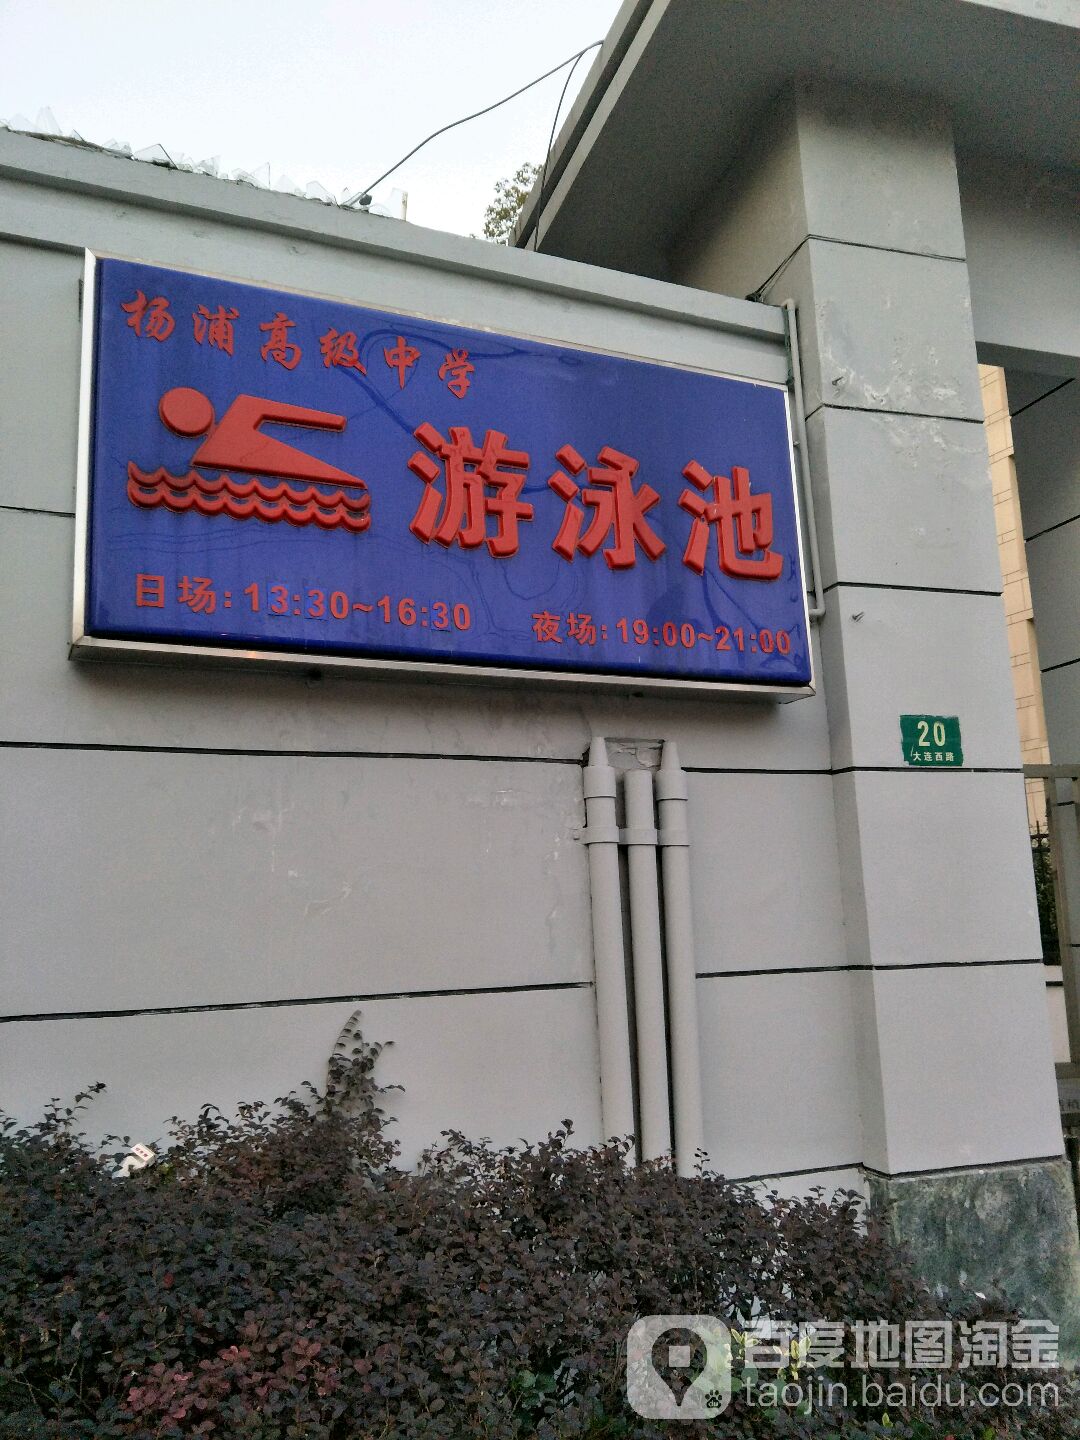 杨浦高级中学
游泳池
日场:13:30~16:30
夜场:19:00~21:00
20
大连西路
百度地图淘金
taojin.baidu.com